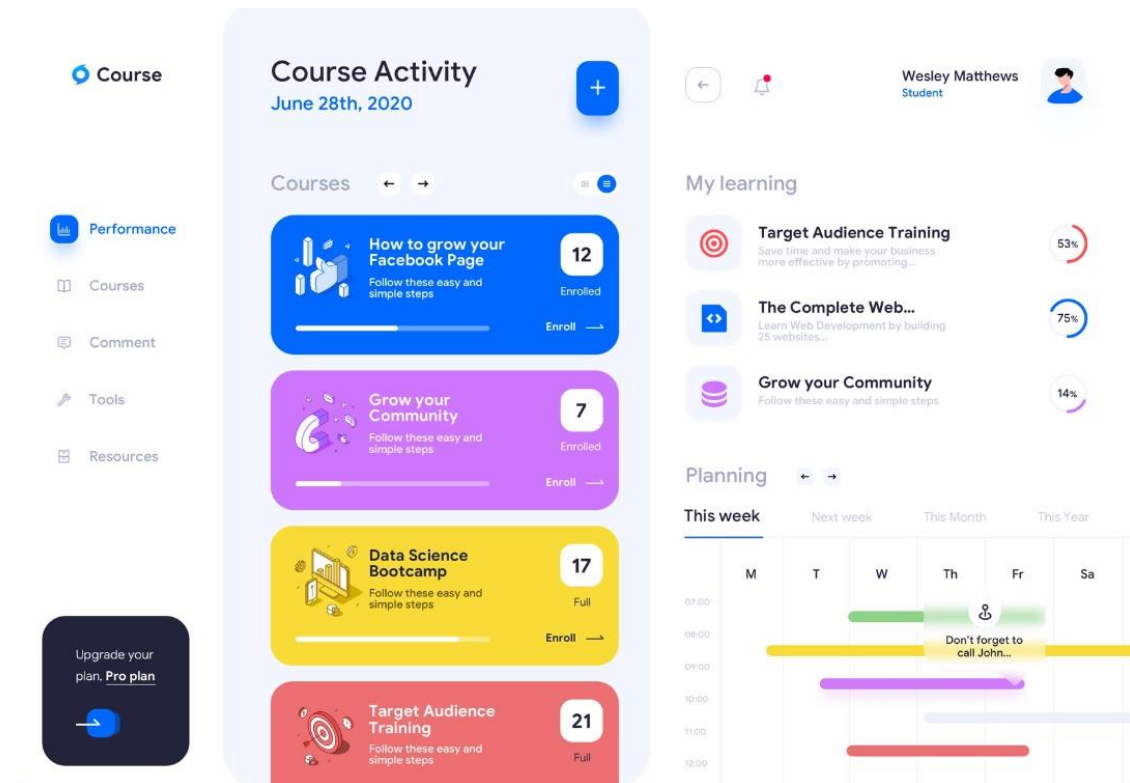 Course
Performance
Courses
Comment
Tools
Resources
Upgrade your
plan, Pro plan
Course Activity
June 28th, 2020
+
Courses
How to grow your
Facebook Page
Follow these easy and
simple steps
12
Enrolled
Enroll
Grow your
Community
Follow these easy and
simple steps
7
Enrolled
Enroll
Data Science
Bootcamp
Follow these easy and
simple steps
17
Full
Enroll
Target Audience
Training
Follow these easy and
simple steps
21
Full
Wesley Matthews
Student
My learning
Target Audience Training
Save time and make your business
more effective by promoting...
53%
The Complete Web...
Learn Web Development by building
25 websites...
75%
Grow your Community
Follow these easy and simple steps
14%
Planning
This week Next week This Month This Year
M T W Th Fr Sa
07:00
08:00
09:00
10:00
11:00
12:00
Don't forget to
call John...